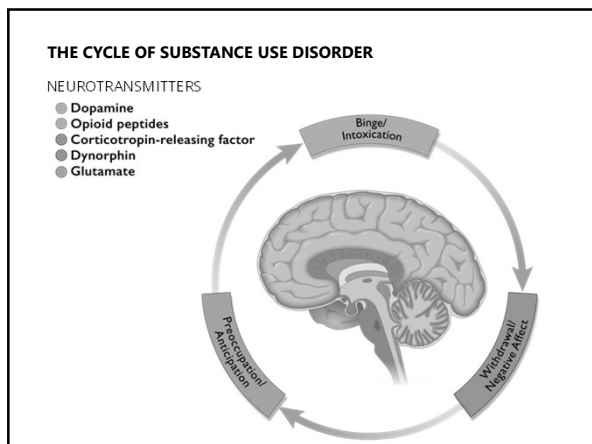 THE CYCLE OF SUBSTANCE USE DISORDER
NEUROTRANSMITTERS
Dopamine
Opioid peptides
Corticotropin-releasing factor
Dynorphin
Glutamate
Binge/
Intoxication
Withdrawal/
Negative Affect
Preoccupation/
Anticipation